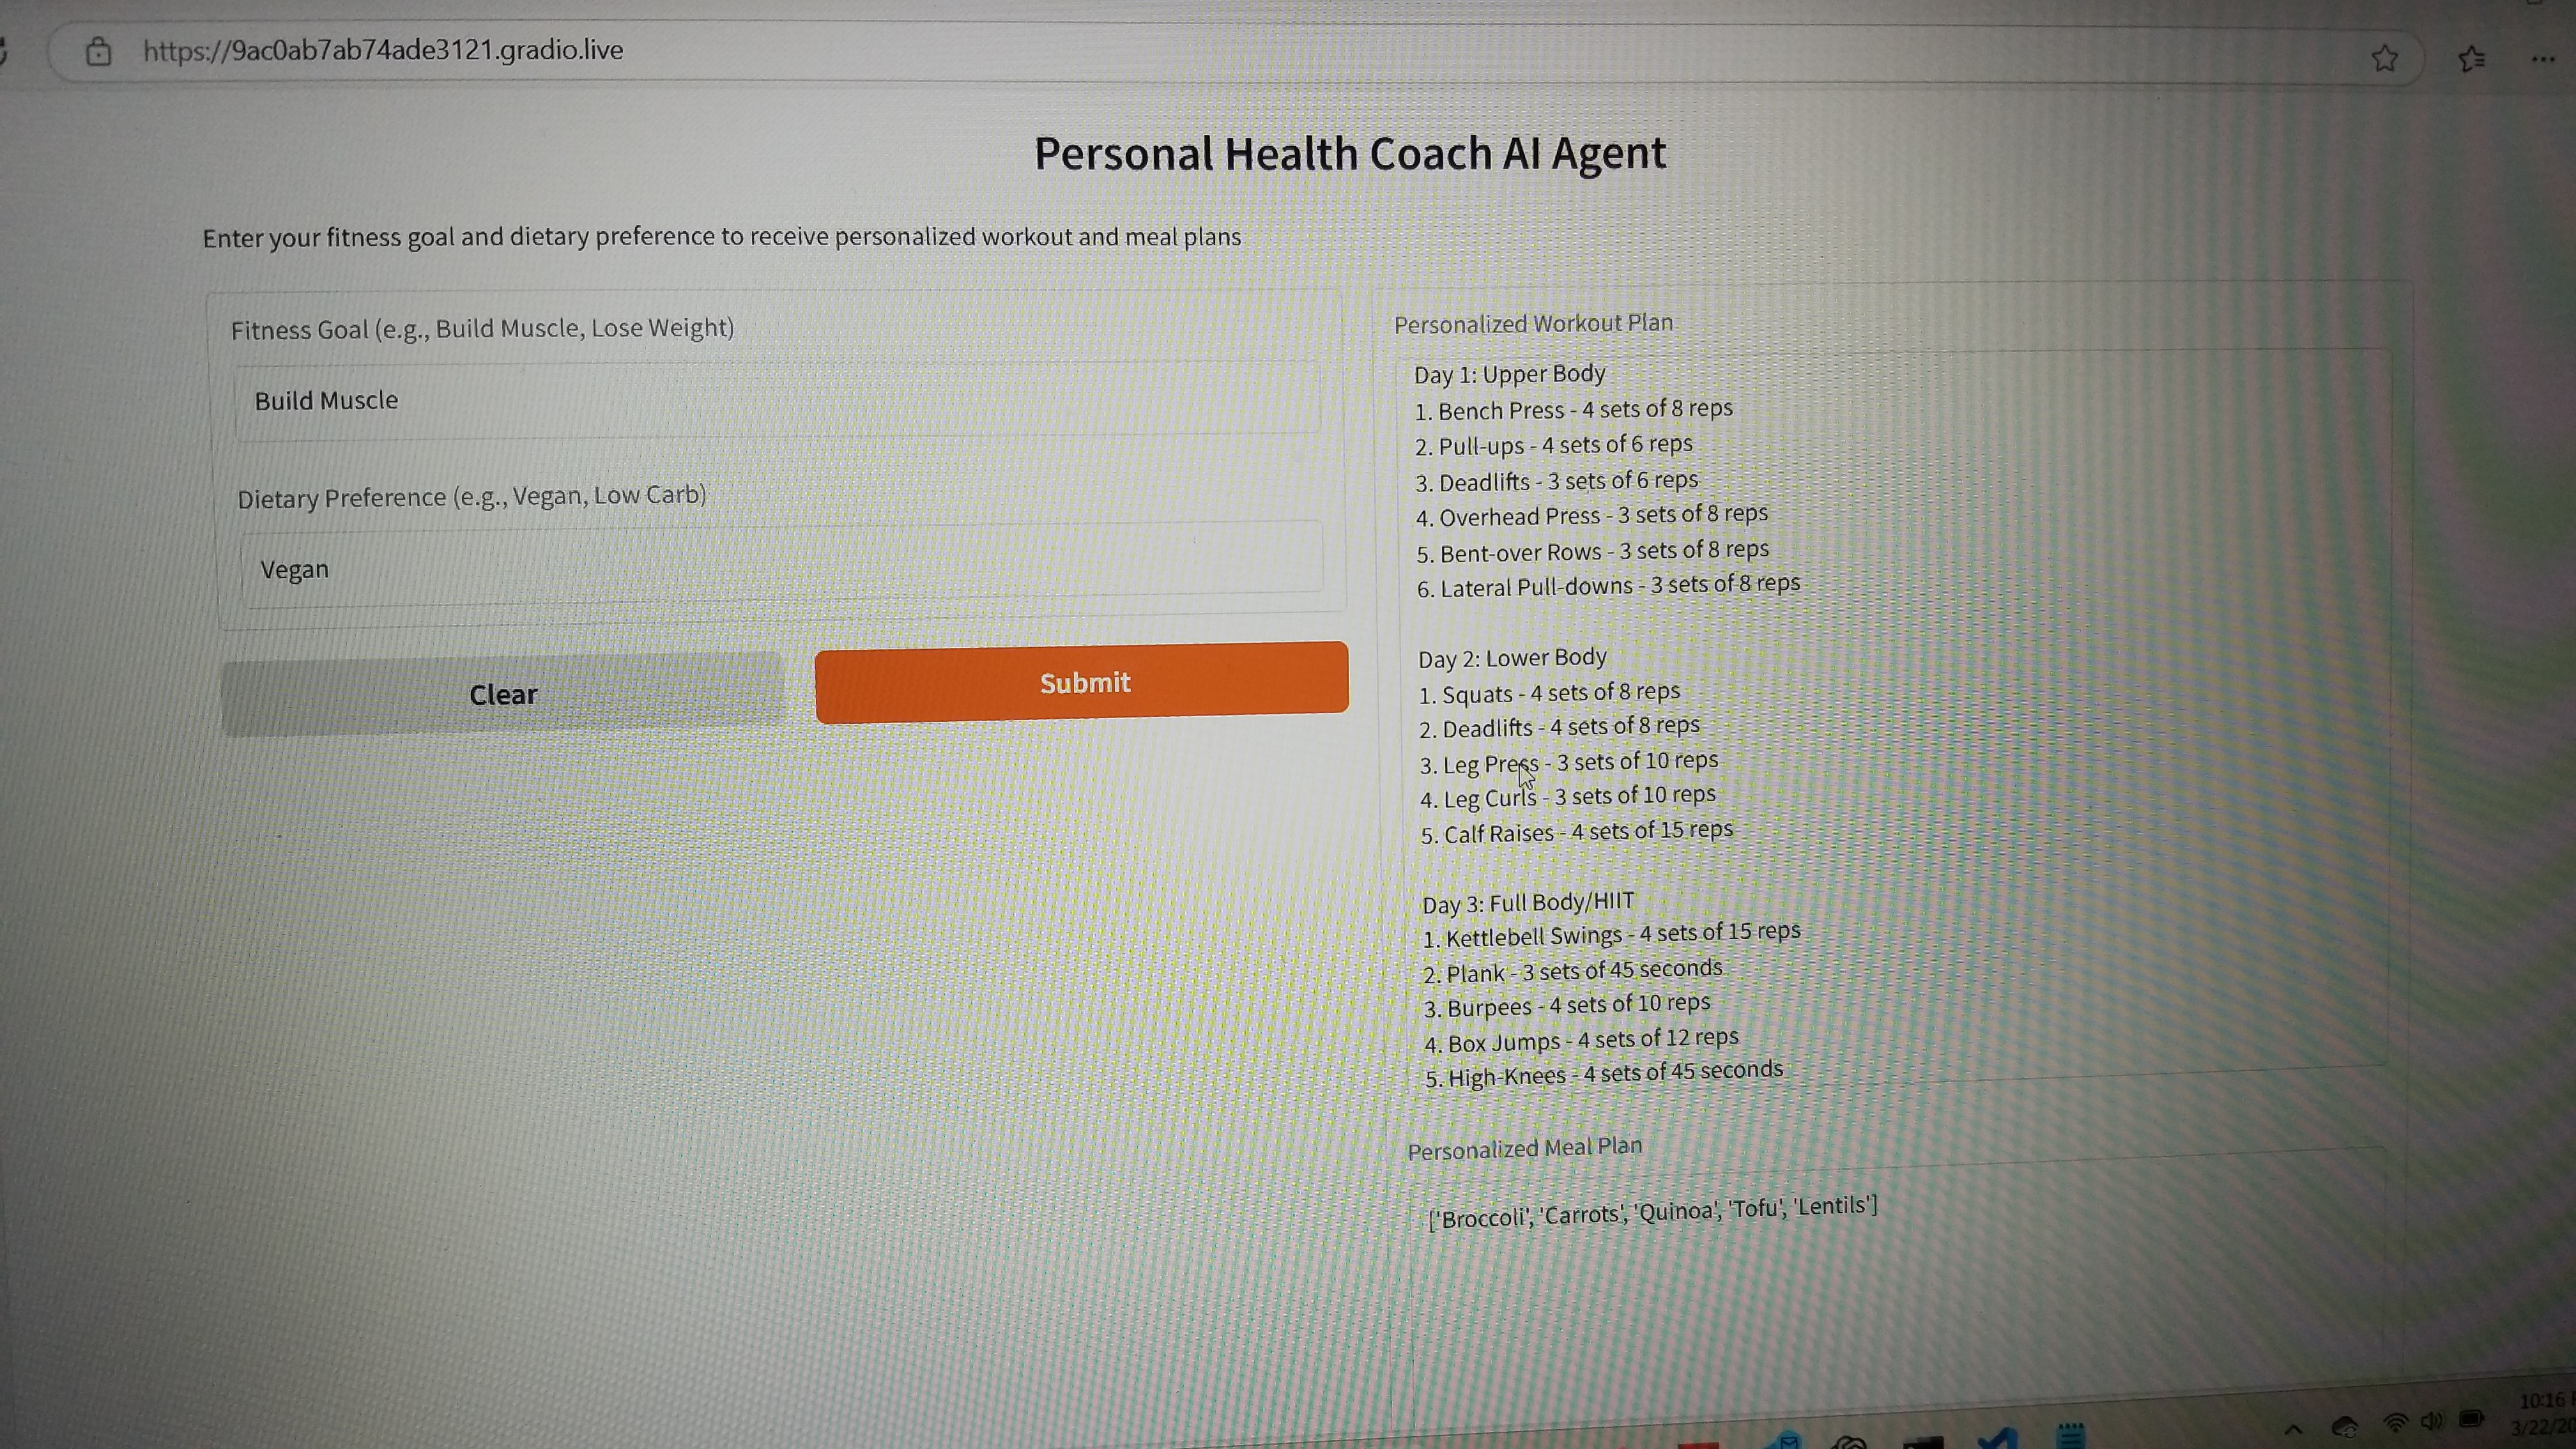 https://9ac0ab7ab74ade3121.gradio.live
Personal Health Coach AI Agent
Enter your fitness goal and dietary preference to receive personalized workout and meal plans
Fitness Goal (e.g., Build Muscle, Lose Weight)
Build Muscle
Dietary Preference (e.g., Vegan, Low Carb)
Vegan
Clear
Submit
Personalized Workout Plan
Day 1: Upper Body
1. Bench Press - 4 sets of 8 reps
2. Pull-ups - 4 sets of 6 reps
3. Deadlifts - 3 sets of 6 reps
4. Overhead Press - 3 sets of 8 reps
5. Bent-over Rows - 3 sets of 8 reps
6. Lateral Pull-downs - 3 sets of 8 reps
Day 2: Lower Body
1. Squats - 4 sets of 8 reps
2. Deadlifts - 4 sets of 8 reps
3. Leg Press - 3 sets of 10 reps
4. Leg Curls - 3 sets of 10 reps
5. Calf Raises - 4 sets of 15 reps
Day 3: Full Body/HIIT
1. Kettlebell Swings - 4 sets of 15 reps
2. Plank - 3 sets of 45 seconds
3. Burpees - 4 sets of 10 reps
4. Box Jumps - 4 sets of 12 reps
5. High-Knees - 4 sets of 45 seconds
Personalized Meal Plan
['Broccoli', 'Carrots', 'Quinoa', 'Tofu', 'Lentils']
10:16